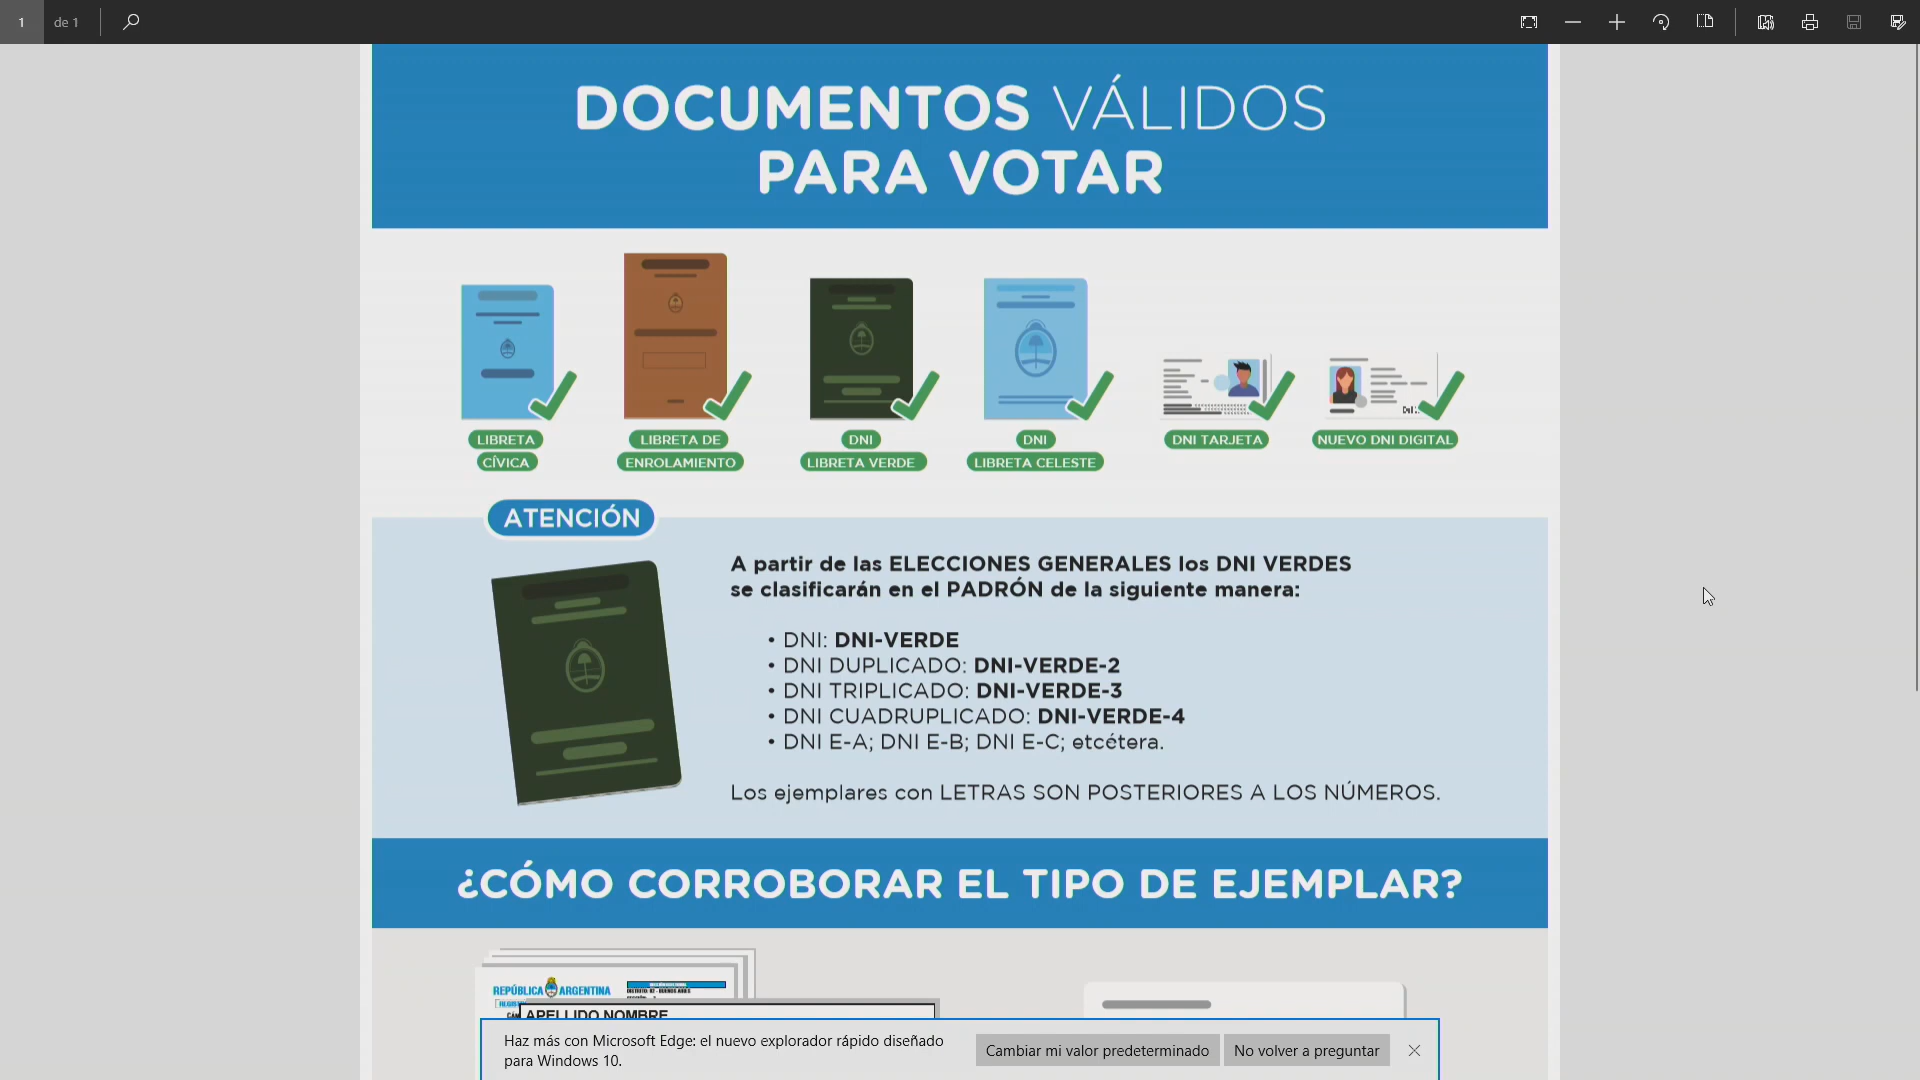 1 de 1
DOCUMENTOS VÁLIDOS
PARA VOTAR
LIBRETA
CÍVICA
LIBRETA DE
ENROLAMIENTO
DNI
LIBRETA VERDE
DNI
LIBRETA CELESTE
DNI TARJETA
NUEVO DNI DIGITAL
ATENCIÓN
A partir de las ELECCIONES GENERALES los DNI VERDES
se clasificarán en el PADRÓN de la siguiente manera:
• DNI: DNI-VERDE
• DNI DUPLICADO: DNI-VERDE-2
• DNI TRIPLICADO: DNI-VERDE-3
• DNI CUADRUPLICADO: DNI-VERDE-4
• DNI E-A; DNI E-B; DNI E-C; etcétera.
Los ejemplares con LETRAS SON POSTERIORES A LOS NÚMEROS.
¿CÓMO CORROBORAR EL TIPO DE EJEMPLAR?
REPÚBLICA ARGENTINA
DISTRITO: 02 - BUENOS AIRES
APELLIDO NOMBRE
Haz más con Microsoft Edge: el nuevo explorador rápido diseñado
para Windows 10.
Cambiar mi valor predeterminado
No volver a preguntar